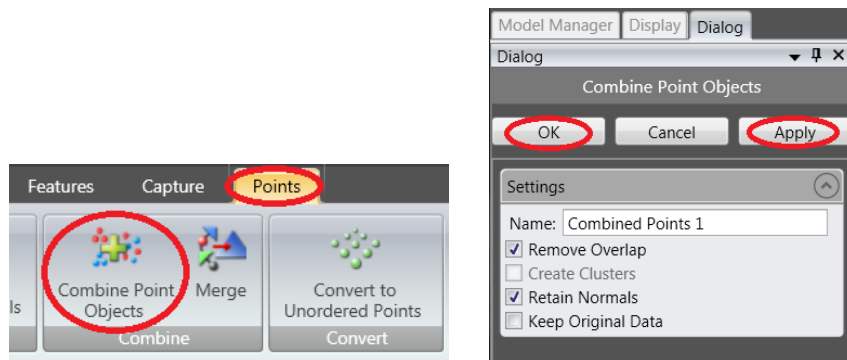 Features Capture Points
ls
Combine Point
Objects
Merge
Convert to
Unordered Points
Combine
Convert
Model Manager Display Dialog
Dialog
Combine Point Objects
OK Cancel Apply
Settings
Name: Combined Points 1
Remove Overlap
Create Clusters
Retain Normals
Keep Original Data